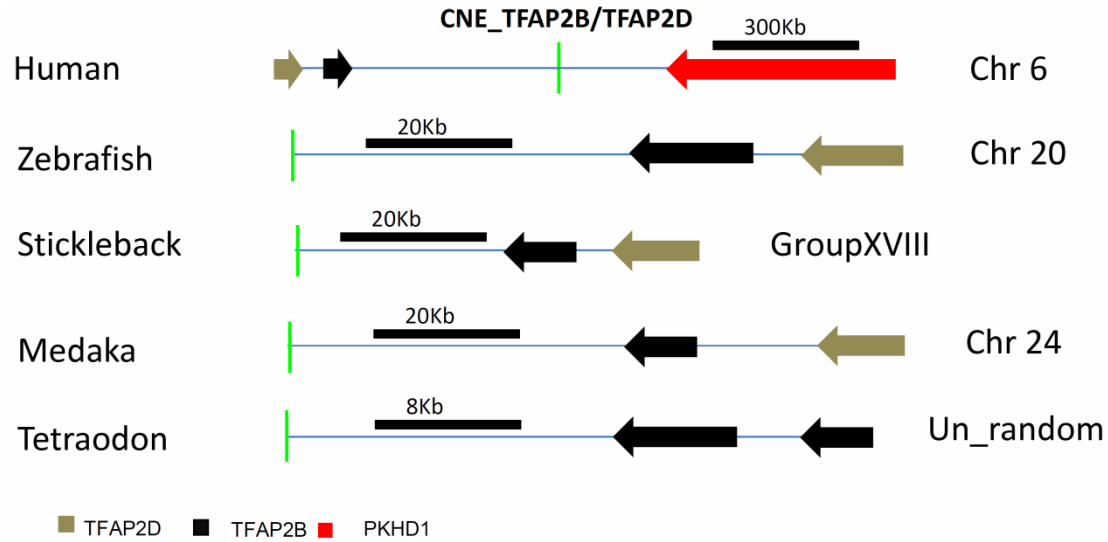 CNE_TFAP2B/TFAP2D
300Kb
Human
Chr 6
20Kb
Zebrafish
Chr 20
20Kb
Stickleback
GroupXVIII
20Kb
Medaka
Chr 24
8Kb
Tetraodon
Un_random
TFAP2D TFAP2B PKHD1